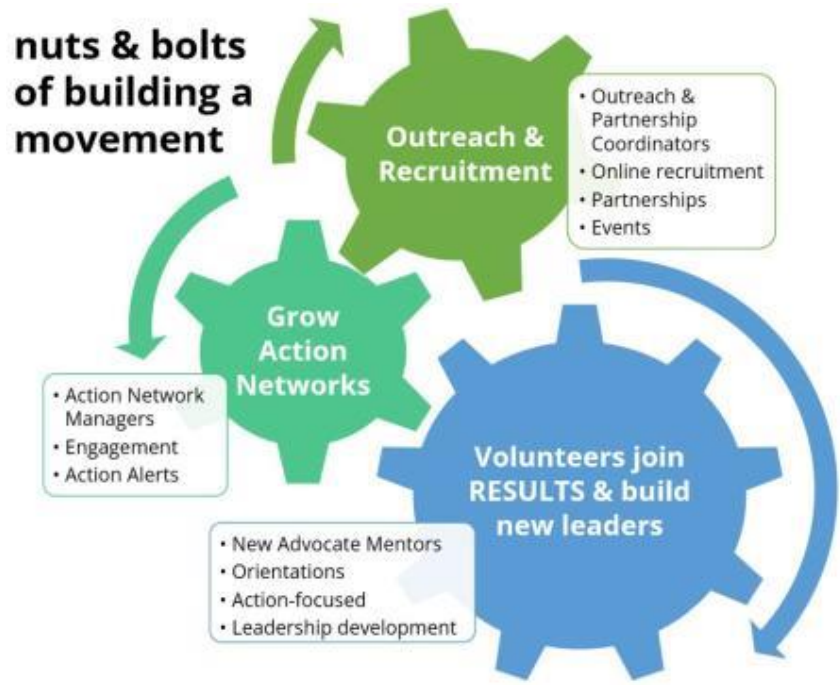 nuts & bolts
of building a
movement
Outreach &
Recruitment
• Outreach &
Partnership
Coordinators
• Online recruitment
• Partnerships
• Events
Grow
Action
Networks
• Action Network
Managers
• Engagement
• Action Alerts
Volunteers join
RESULTS & build
new leaders
• New Advocate Mentors
• Orientations
• Action-focused
• Leadership development